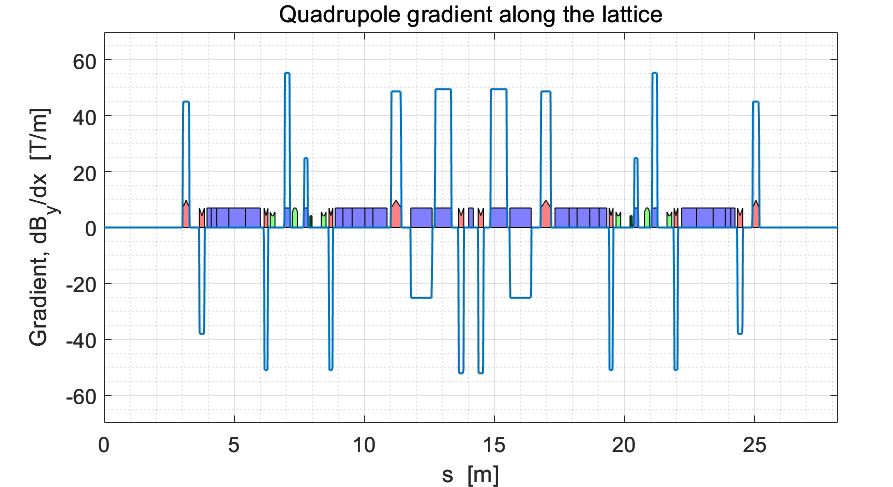 Quadrupole gradient along the lattice
Gradient, dB_y/dx [T/m]
60
40
20
0
-20
-40
-60
0 5 10 15 20 25
s [m]